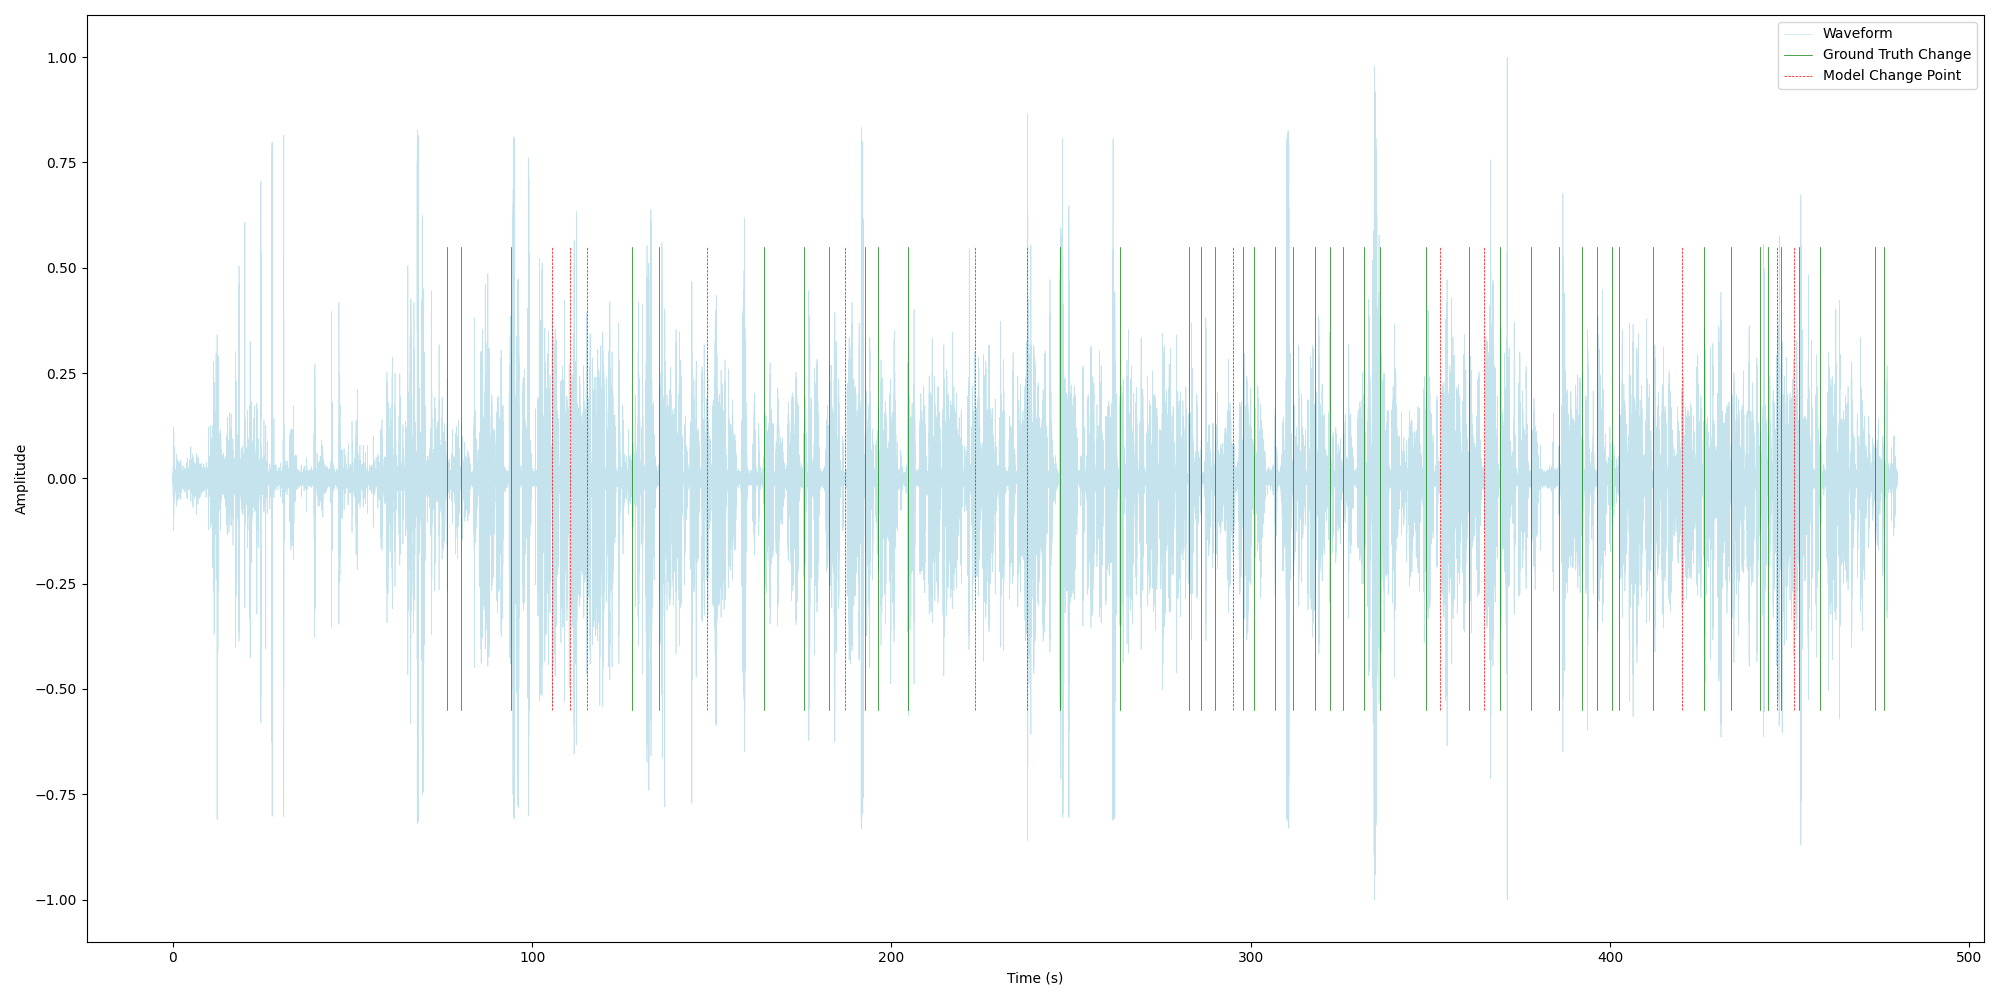 Waveform
Ground Truth Change
Model Change Point
1.00
0.75
0.50
0.25
0.00
−0.25
−0.50
−0.75
−1.00
Amplitude
0 100 200 300 400 500
Time (s)